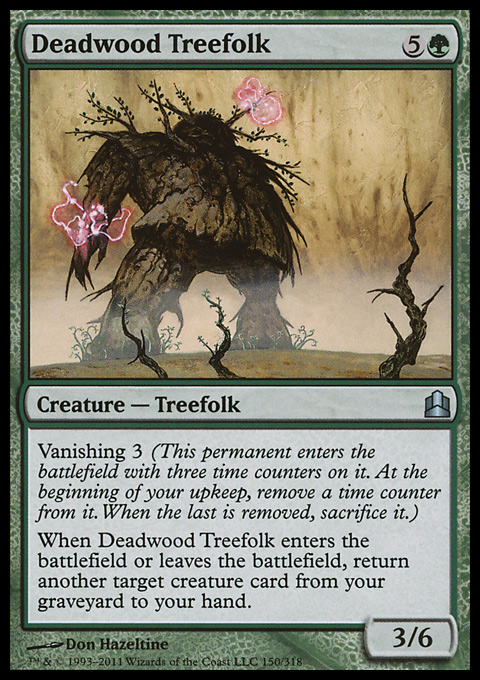 Deadwood Treefolk 5
Creature — Treefolk
Vanishing 3 (This permanent enters the
battlefield with three time counters on it. At the
beginning of your upkeep, remove a time counter
from it. When the last is removed, sacrifice it.)
When Deadwood Treefolk enters the
battlefield or leaves the battlefield, return
another target creature card from your
graveyard to your hand.
Don Hazeltine
3/6
™ & © 1993–2011 Wizards of the Coast LLC 150/318